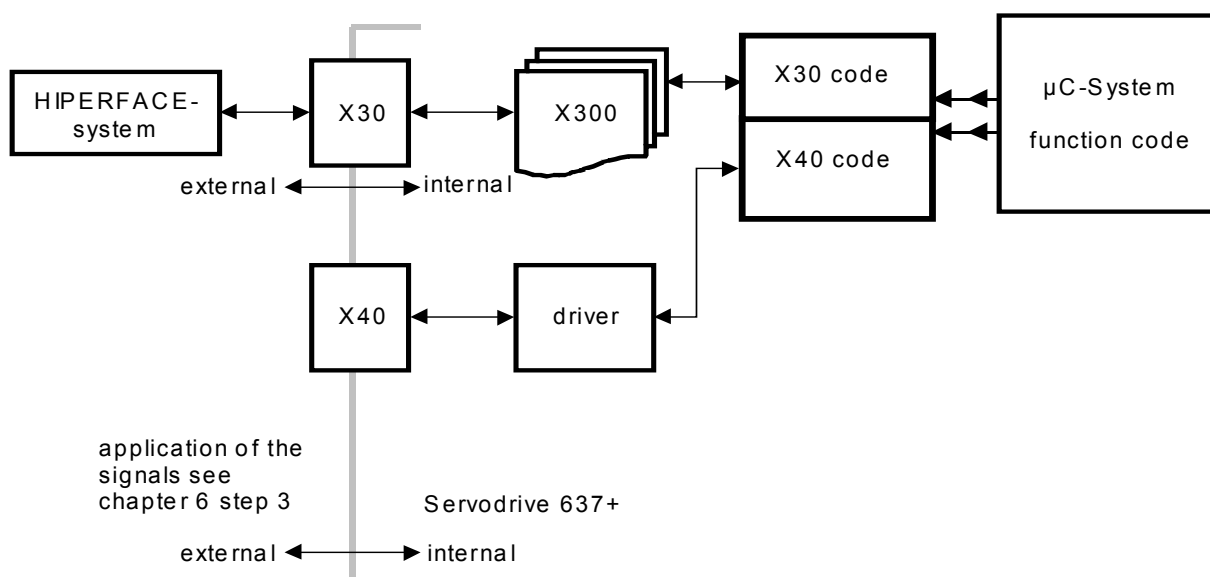 HIPERFACE-
system
X30
X300
X30 code
X40 code
µC-System
function code
external
internal
X40
driver
application of the
signals see
chapter 6 step 3
Servodrive 637+
external
internal